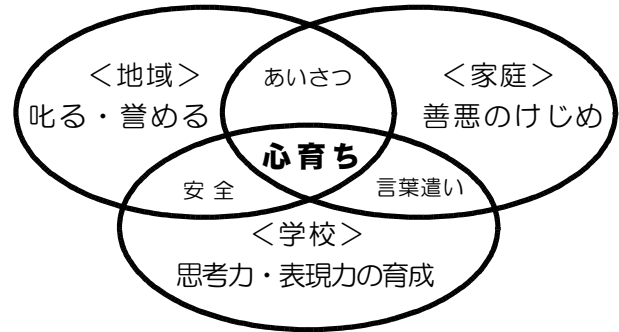 ＜地域＞
叱る・誉める
あいさつ
＜家庭＞
善悪のけじめ
心育ち
安全
言葉遣い
＜学校＞
思考力・表現力の育成